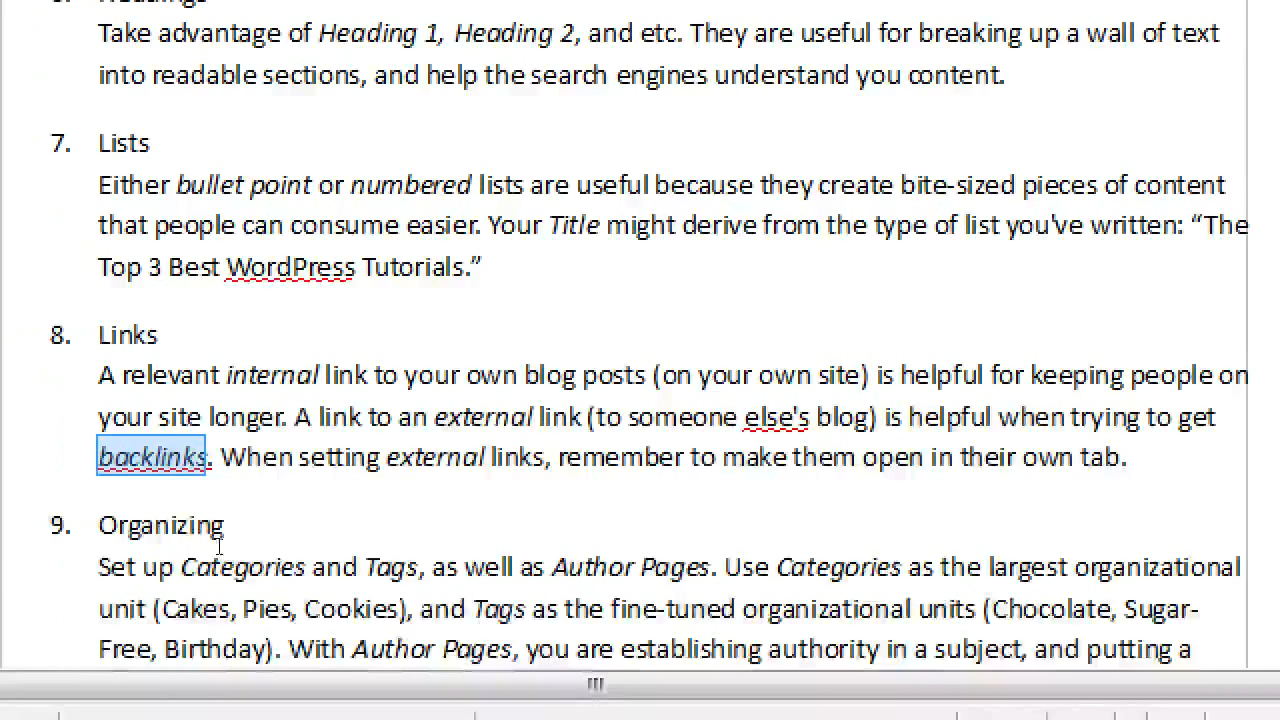 Take advantage of Heading 1, Heading 2, and etc. They are useful for breaking up a wall of text
into readable sections, and help the search engines understand you content.
7. Lists
Either bullet point or numbered lists are useful because they create bite-sized pieces of content
that people can consume easier. Your Title might derive from the type of list you've written: “The
Top 3 Best WordPress Tutorials.”
8. Links
A relevant internal link to your own blog posts (on your own site) is helpful for keeping people on
your site longer. A link to an external link (to someone else's blog) is helpful when trying to get
backlinks. When setting external links, remember to make them open in their own tab.
9. Organizing
Set up Categories and Tags, as well as Author Pages. Use Categories as the largest organizational
unit (Cakes, Pies, Cookies), and Tags as the fine-tuned organizational units (Chocolate, Sugar-
Free, Birthday). With Author Pages, you are establishing authority in a subject, and putting a